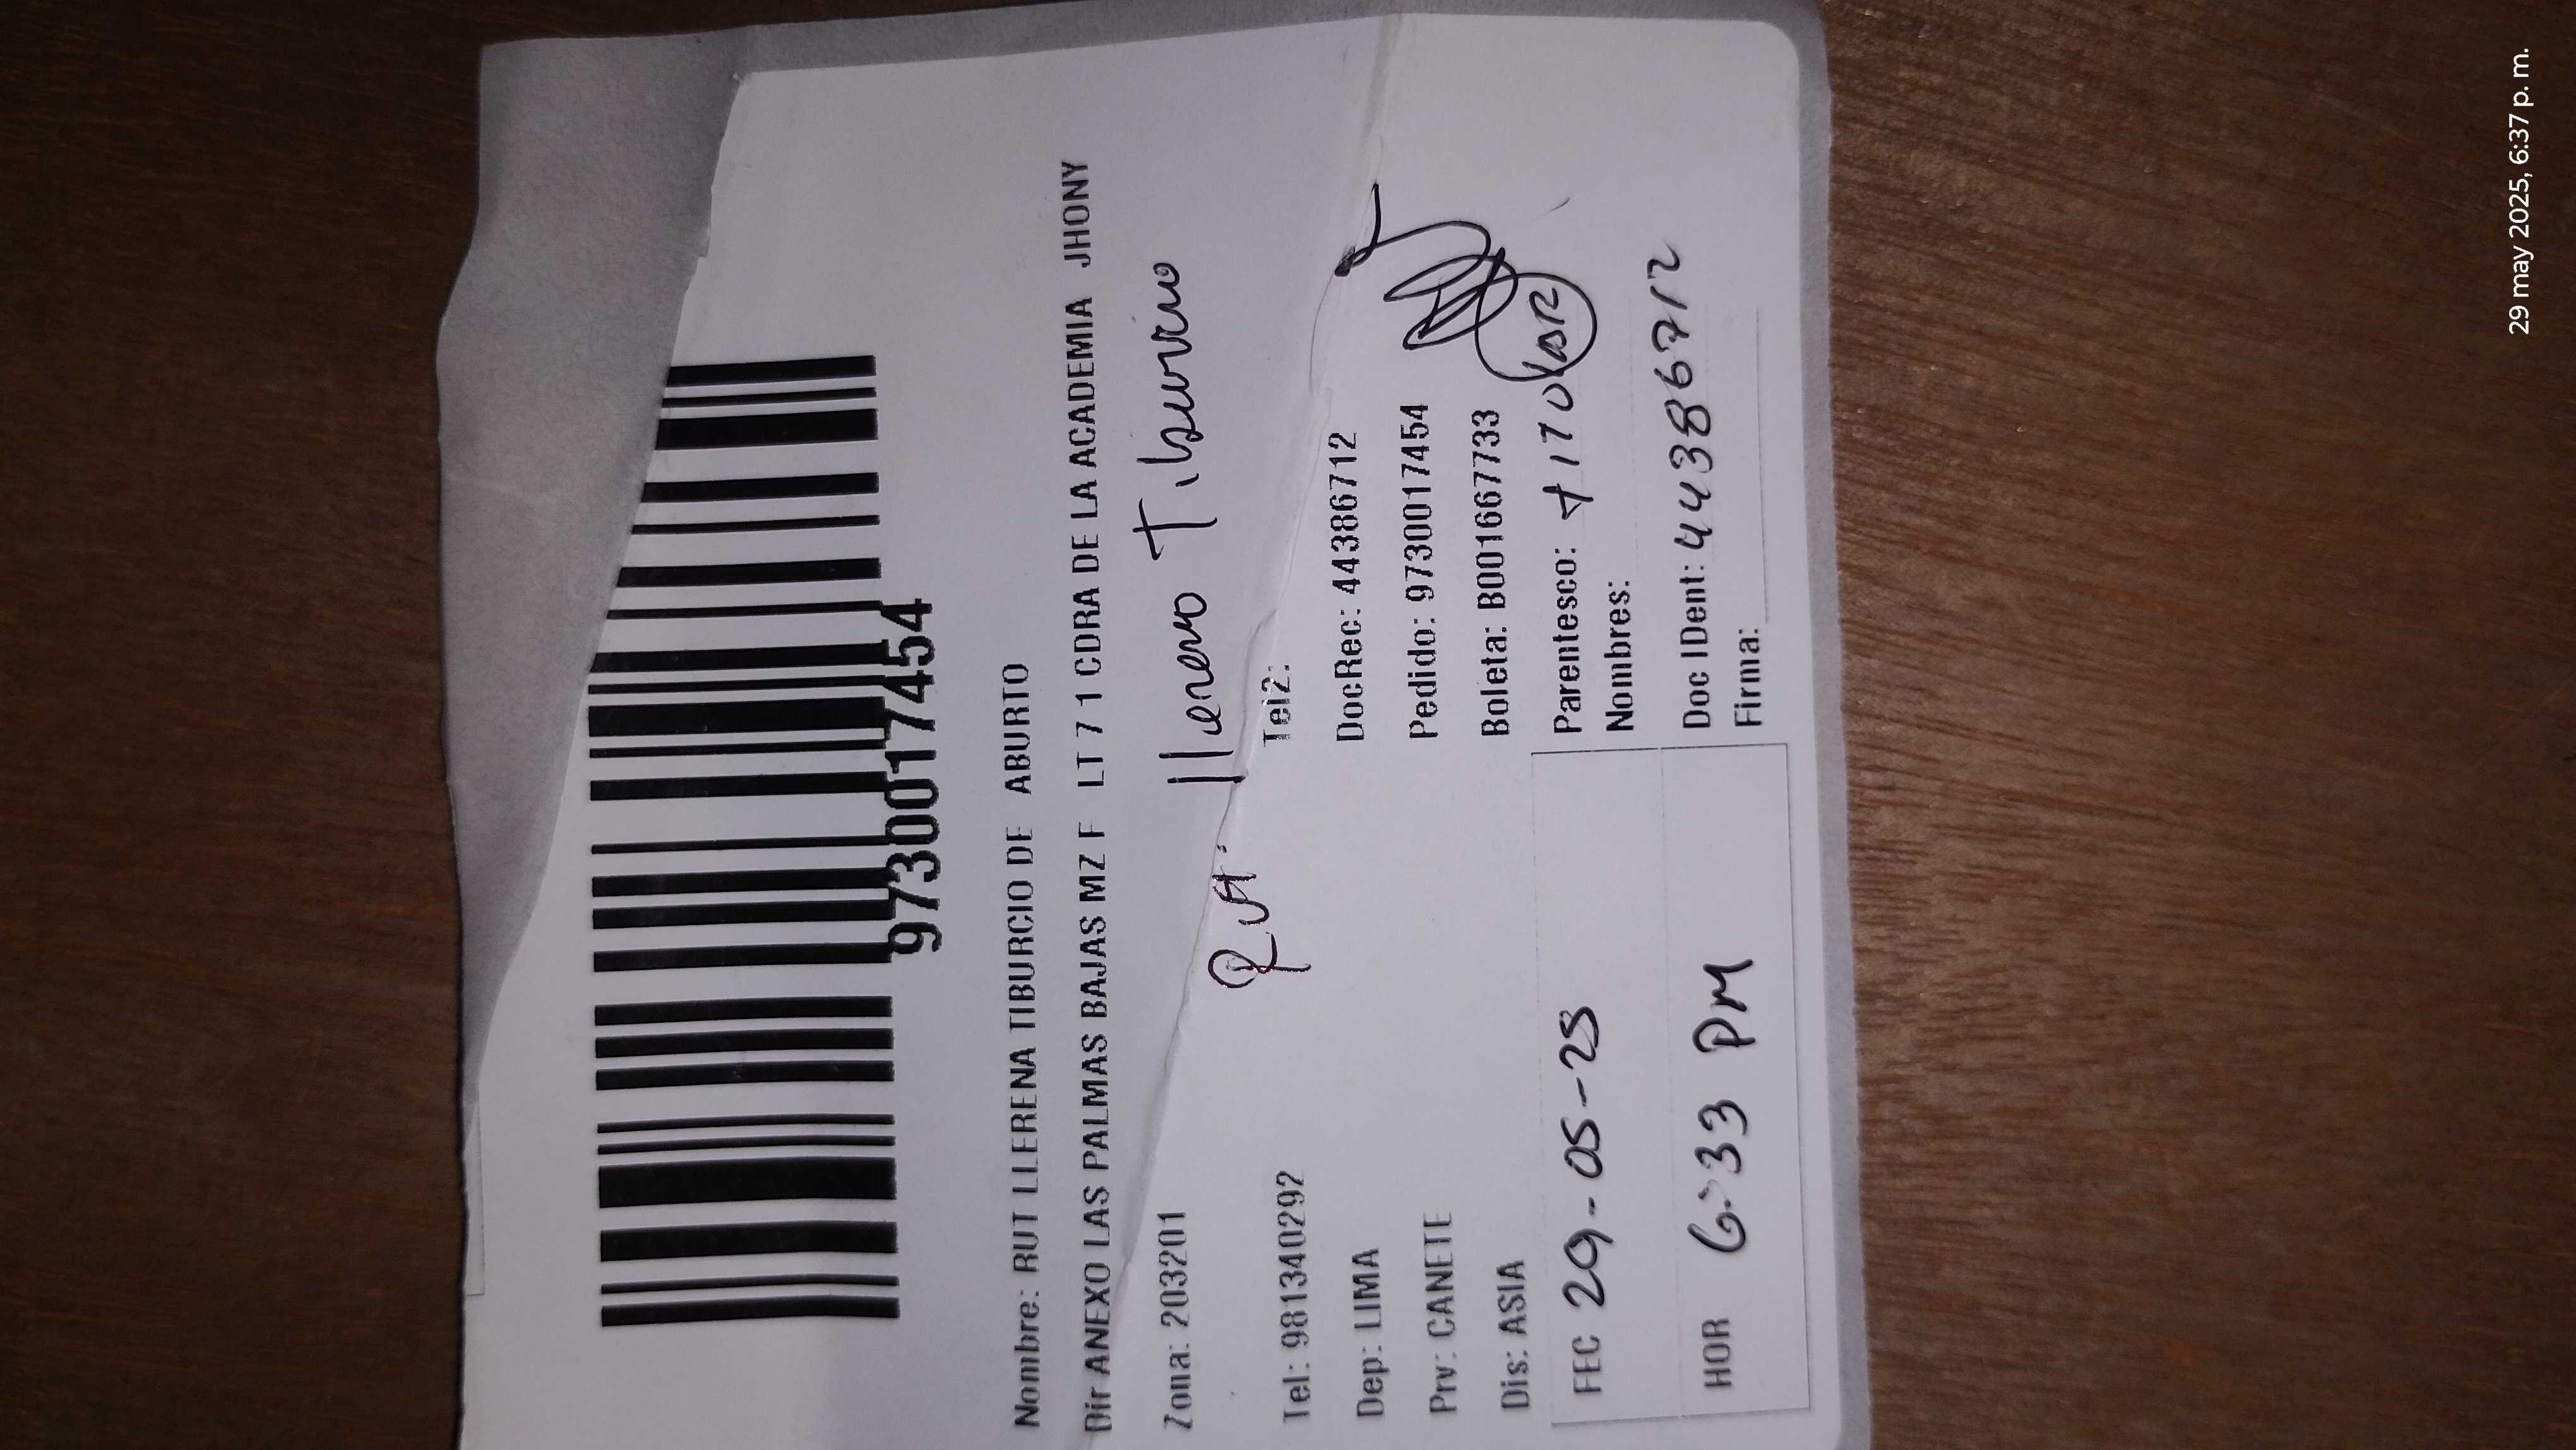 9730017454
Nombre: RUT LLERENA TIBURCIO DE ABURTO
Dir ANEXO LAS PALMAS BAJAS MZ F LT 7 1 CDRA DE LA ACADEMIA JHONY
Zona: 203201
Rut llereno Tiburcio
Tel: 981340292 Tel2:
Dep: LIMA DocRec: 44386712
Prv: CANETE Pedido: 9730017454
Dis: ASIA Boleta: B001667733
FEC 29-05-25 Parentesco: titolar
Nombres:
HOR 6:33 PM Doc IDent: 44386712
Firma:
29 may 2025, 6:37 p. m.